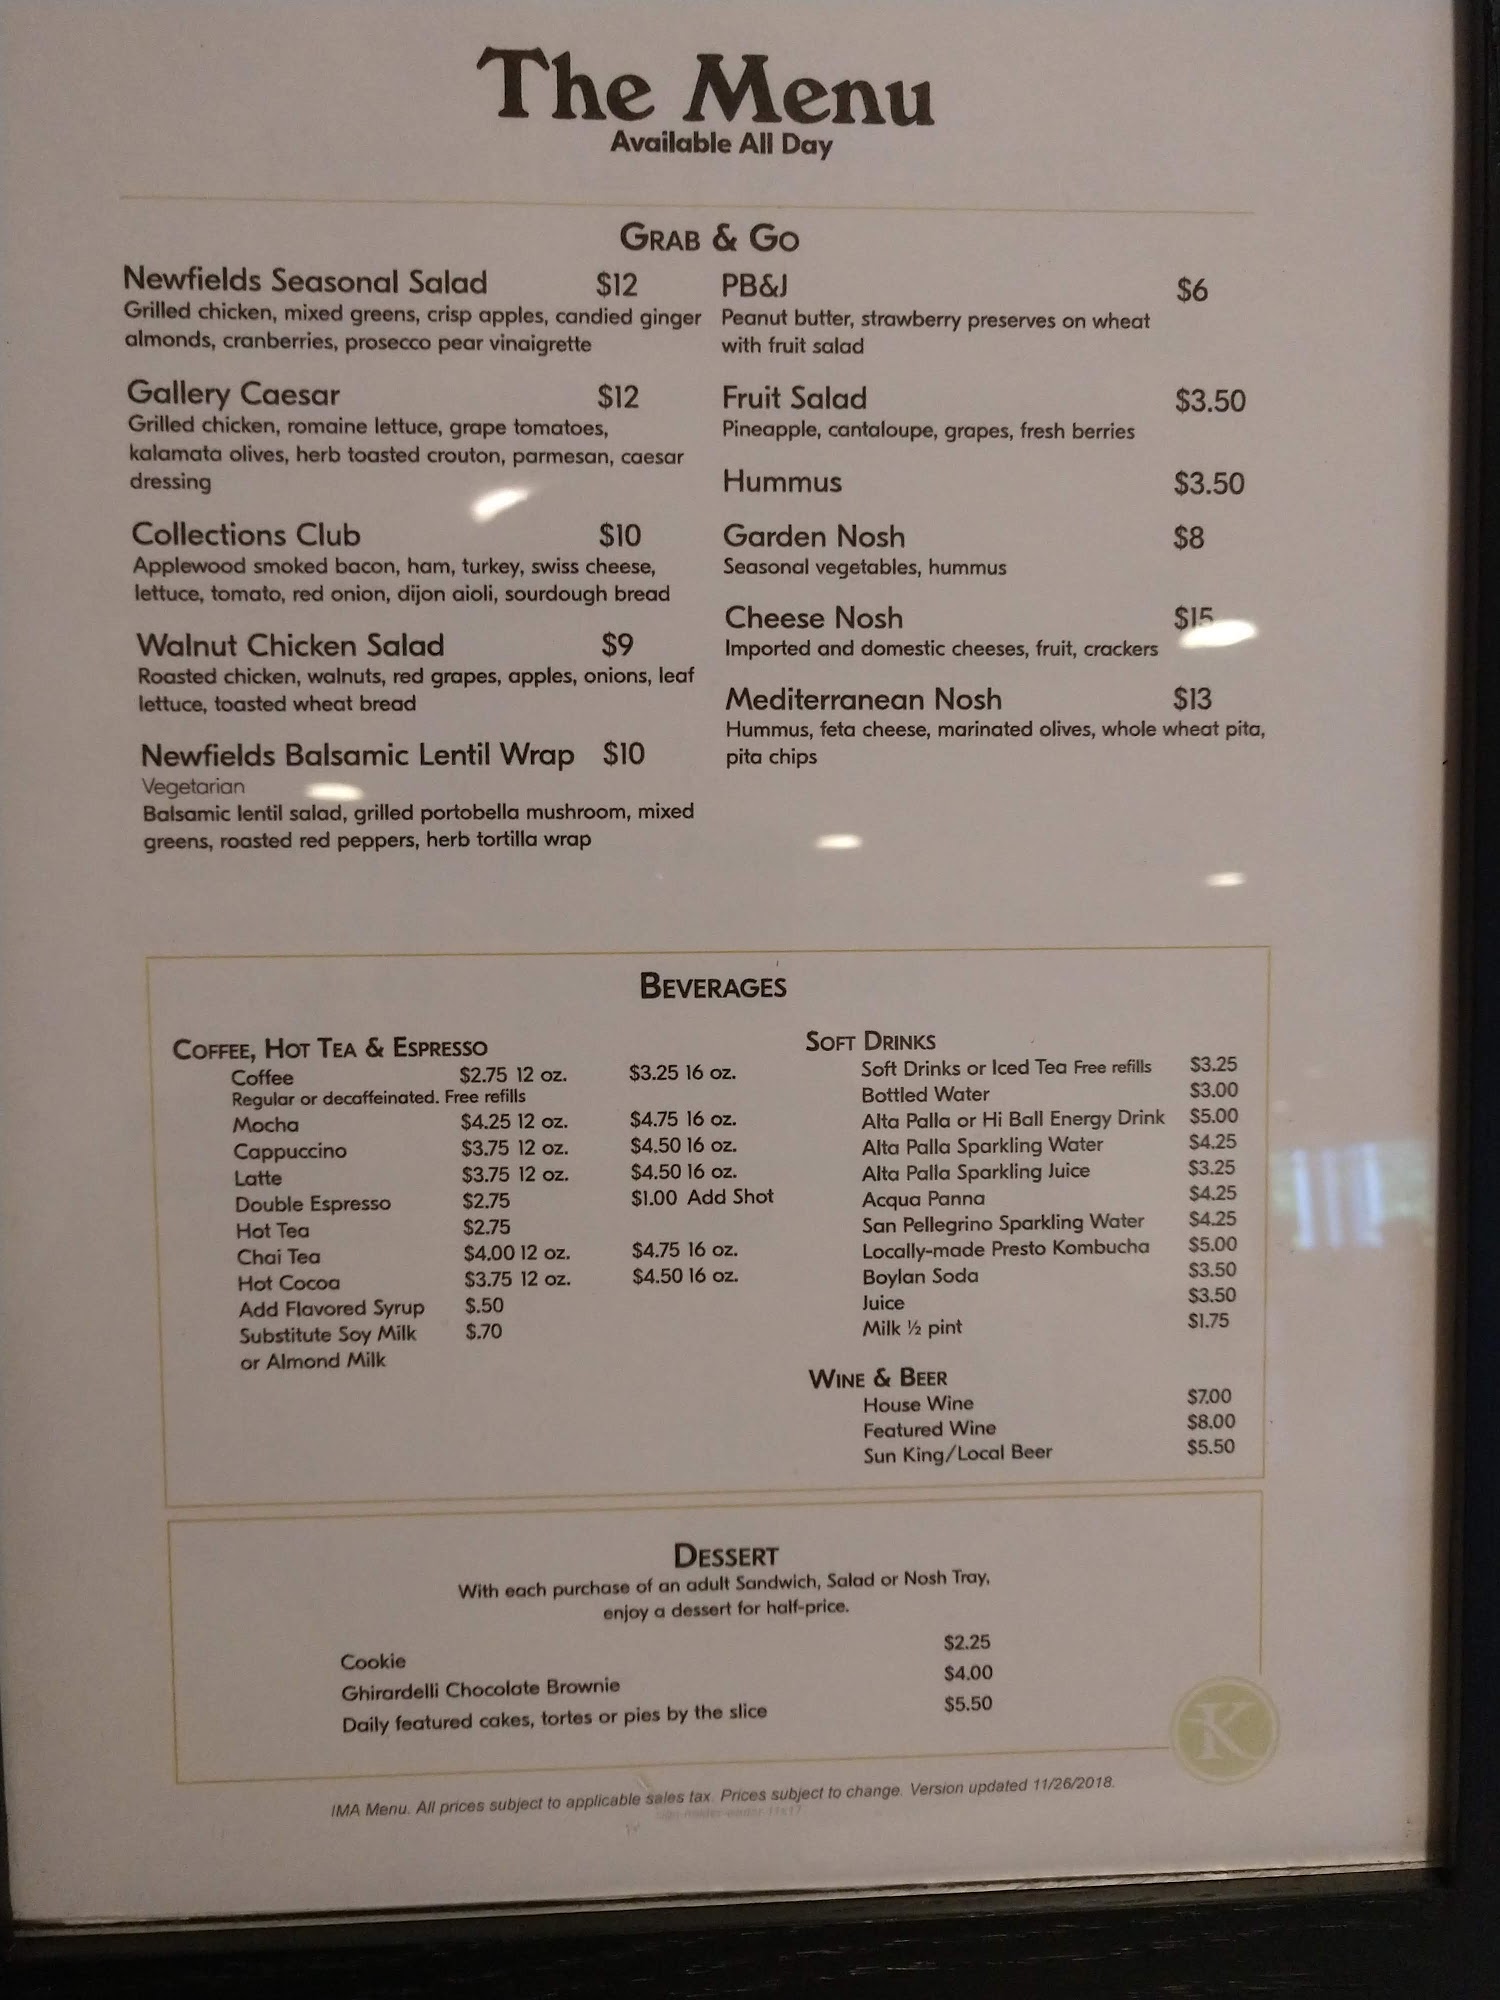 The Menu
Available All Day
GRAB & GO
Newfields Seasonal Salad $12
Grilled chicken, mixed greens, crisp apples, candied ginger
almonds, cranberries, prosecco pear vinaigrette
Gallery Caesar $12
Grilled chicken, romaine lettuce, grape tomatoes,
kalamata olives, herb toasted crouton, parmesan, caesar
dressing
Collections Club $10
Applewood smoked bacon, ham, turkey, swiss cheese,
lettuce, tomato, red onion, dijon aioli, sourdough bread
Walnut Chicken Salad $9
Roasted chicken, walnuts, red grapes, apples, onions, leaf
lettuce, toasted wheat bread
Newfields Balsamic Lentil Wrap $10
Vegetarian
Balsamic lentil salad, grilled portobella mushroom, mixed
greens, roasted red peppers, herb tortilla wrap
PB&J $6
Peanut butter, strawberry preserves on wheat
with fruit salad
Fruit Salad $3.50
Pineapple, cantaloupe, grapes, fresh berries
Hummus $3.50
Garden Nosh $8
Seasonal vegetables, hummus
Cheese Nosh $15
Imported and domestic cheeses, fruit, crackers
Mediterranean Nosh $13
Hummus, feta cheese, marinated olives, whole wheat pita,
pita chips
BEVERAGES
COFFEE, HOT TEA & ESPRESSO
Coffee $2.75 12 oz. $3.25 16 oz.
Regular or decaffeinated. Free refills
Mocha $4.25 12 oz. $4.75 16 oz.
Cappuccino $3.75 12 oz. $4.50 16 oz.
Latte $3.75 12 oz. $4.50 16 oz.
Double Espresso $2.75 $1.00 Add Shot
Hot Tea $2.75
Chai Tea $4.00 12 oz. $4.75 16 oz.
Hot Cocoa $3.75 12 oz. $4.50 16 oz.
Add Flavored Syrup $.50
Substitute Soy Milk $.70
or Almond Milk
SOFT DRINKS
Soft Drinks or Iced Tea Free refills $3.25
Bottled Water $3.00
Alta Palla or Hi Ball Energy Drink $5.00
Alta Palla Sparkling Water $4.25
Alta Palla Sparkling Juice $3.25
Acqua Panna $4.25
San Pellegrino Sparkling Water $4.25
Locally-made Presto Kombucha $5.00
Boylan Soda $3.50
Juice $3.50
Milk ½ pint $1.75
WINE & BEER
House Wine $7.00
Featured Wine $8.00
Sun King/Local Beer $5.50
DESSERT
With each purchase of an adult Sandwich, Salad or Nosh Tray,
enjoy a dessert for half-price.
Cookie $2.25
Ghirardelli Chocolate Brownie $4.00
Daily featured cakes, tortes or pies by the slice $5.50
K
IMA Menu. All prices subject to applicable sales tax. Prices subject to change. Version updated 11/26/2018.